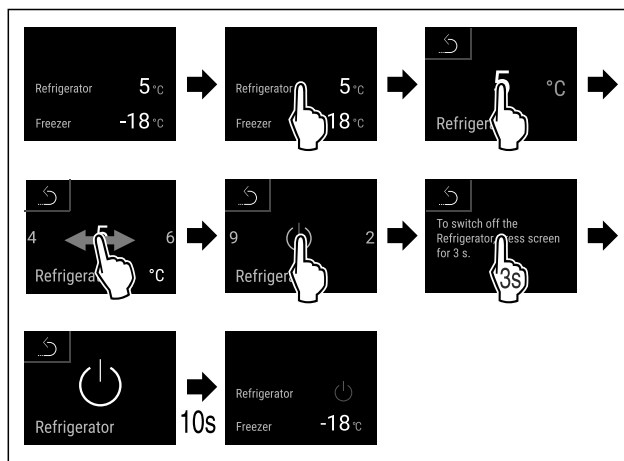 Refrigerator 5 °C
Freezer -18 °C
Refrigerator 5 °C
Freezer 18 °C
5 °C
Refriger
4 5 6
Refrigera °C
9 2
Refriger
To switch off the
Refrigerator, press screen
for 3 s.
3s
Refrigerator
10s
Refrigerator
Freezer -18 °C